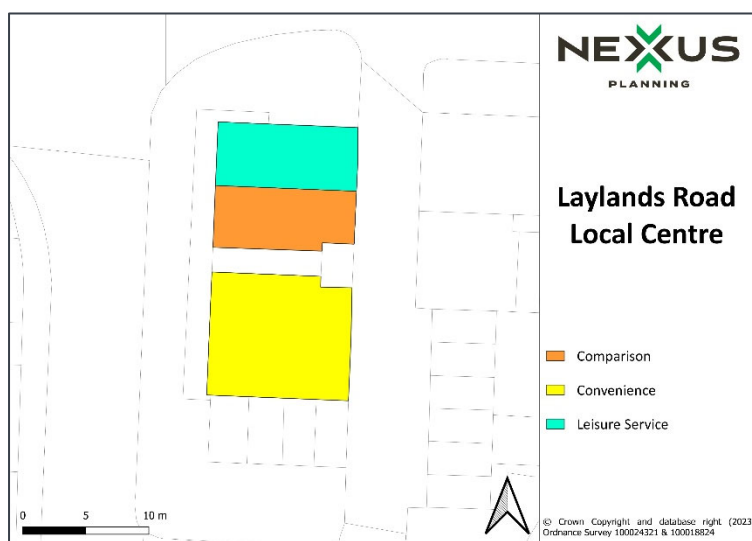 NEXUS
PLANNING
Laylands Road
Local Centre
Comparison
Convenience
Leisure Service
0 5 10 m
© Crown Copyright and database right (2023
Ordnance Survey 100024321 & 100018824